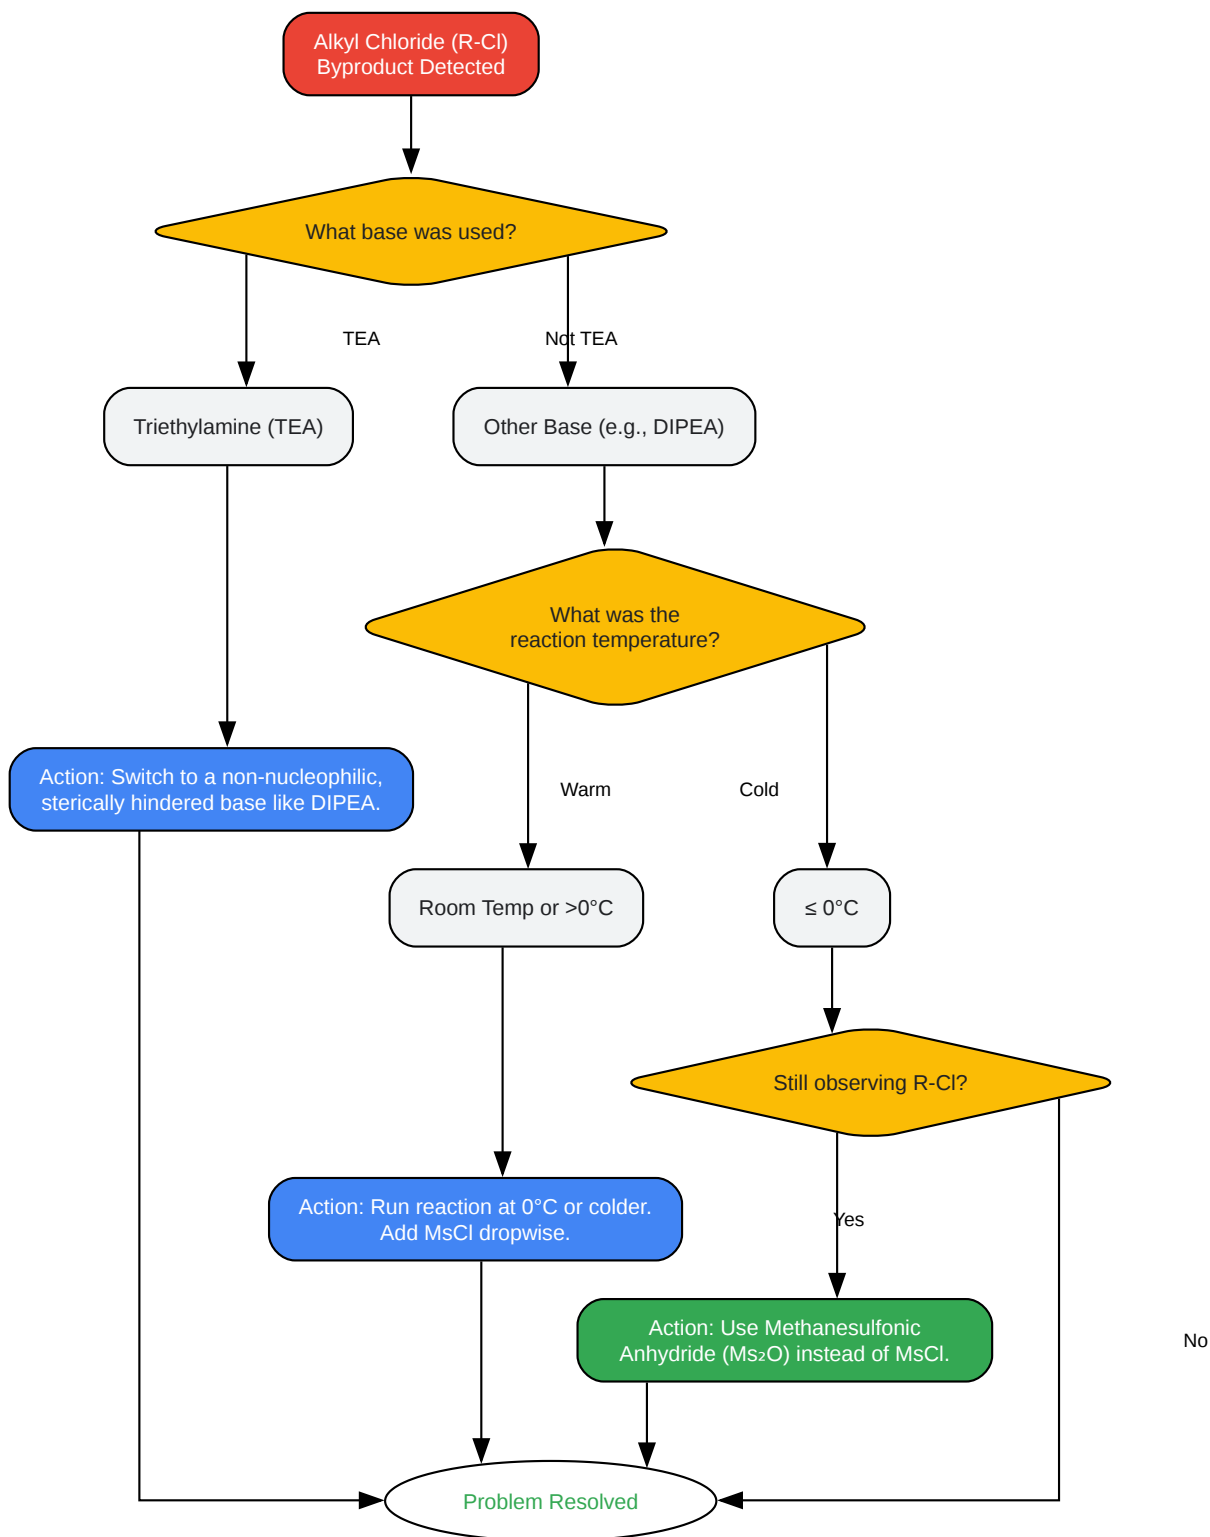 Alkyl Chloride (R-Cl)
Byproduct Detected
What base was used?
TEA
Not TEA
Triethylamine (TEA)
Other Base (e.g., DIPEA)
What was the
reaction temperature?
Action: Switch to a non-nucleophilic,
sterically hindered base like DIPEA.
Warm
Cold
Room Temp or >0°C
≤ 0°C
Still observing R-Cl?
Action: Run reaction at 0°C or colder.
Add MsCl dropwise.
Yes
Action: Use Methanesulfonic
Anhydride (Ms₂O) instead of MsCl.
No
Problem Resolved